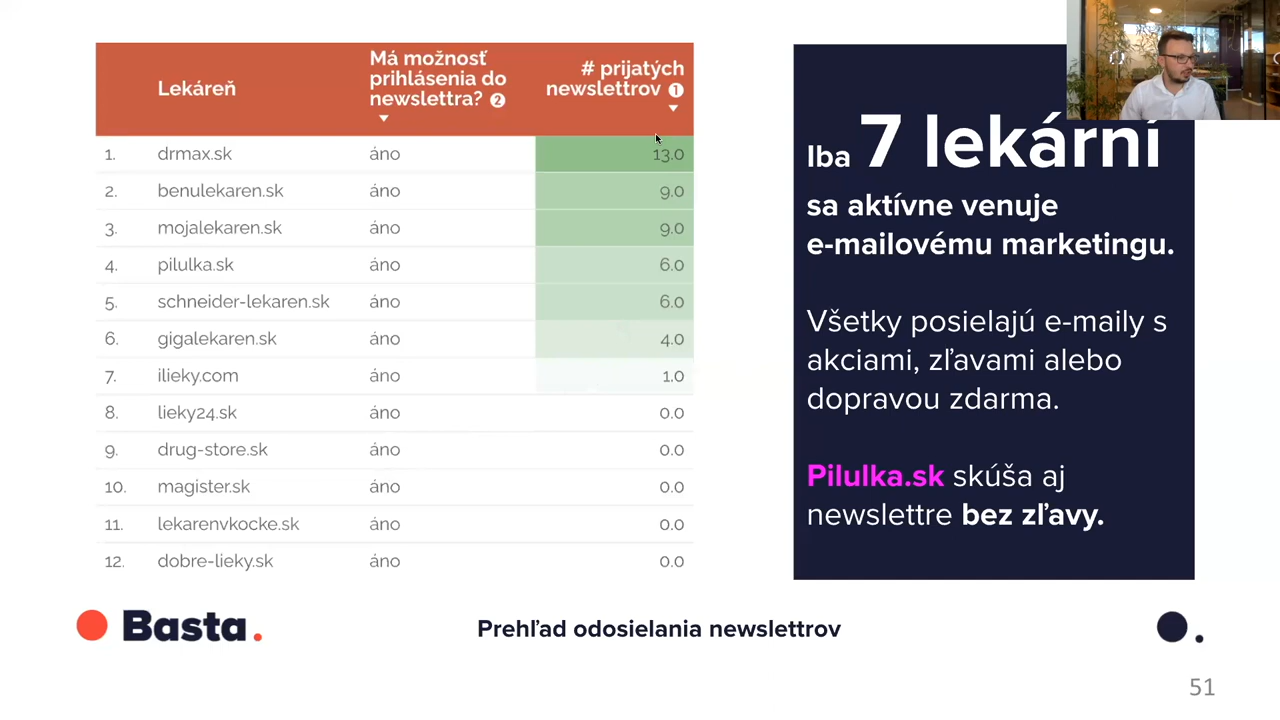 Lekáreň
Má možnosť
prihlásenia do
newslettra? 2
# prijatých
newslettrov 1
1. drmax.sk áno 13.0
2. benulekaren.sk áno 9.0
3. mojalekaren.sk áno 9.0
4. pilulka.sk áno 6.0
5. schneider-lekaren.sk áno 6.0
6. gigalekaren.sk áno 4.0
7. ilieky.com áno 1.0
8. lieky24.sk áno 0.0
9. drug-store.sk áno 0.0
10. magister.sk áno 0.0
11. lekarenvkocke.sk áno 0.0
12. dobre-lieky.sk áno 0.0
Iba 7 lekární
sa aktívne venuje
e-mailovému marketingu.
Všetky posielajú e-maily s
akciami, zľavami alebo
dopravou zdarma.
Pilulka.sk skúša aj
newslettre bez zľavy.
Basta.
Prehľad odosielania newslettrov
51